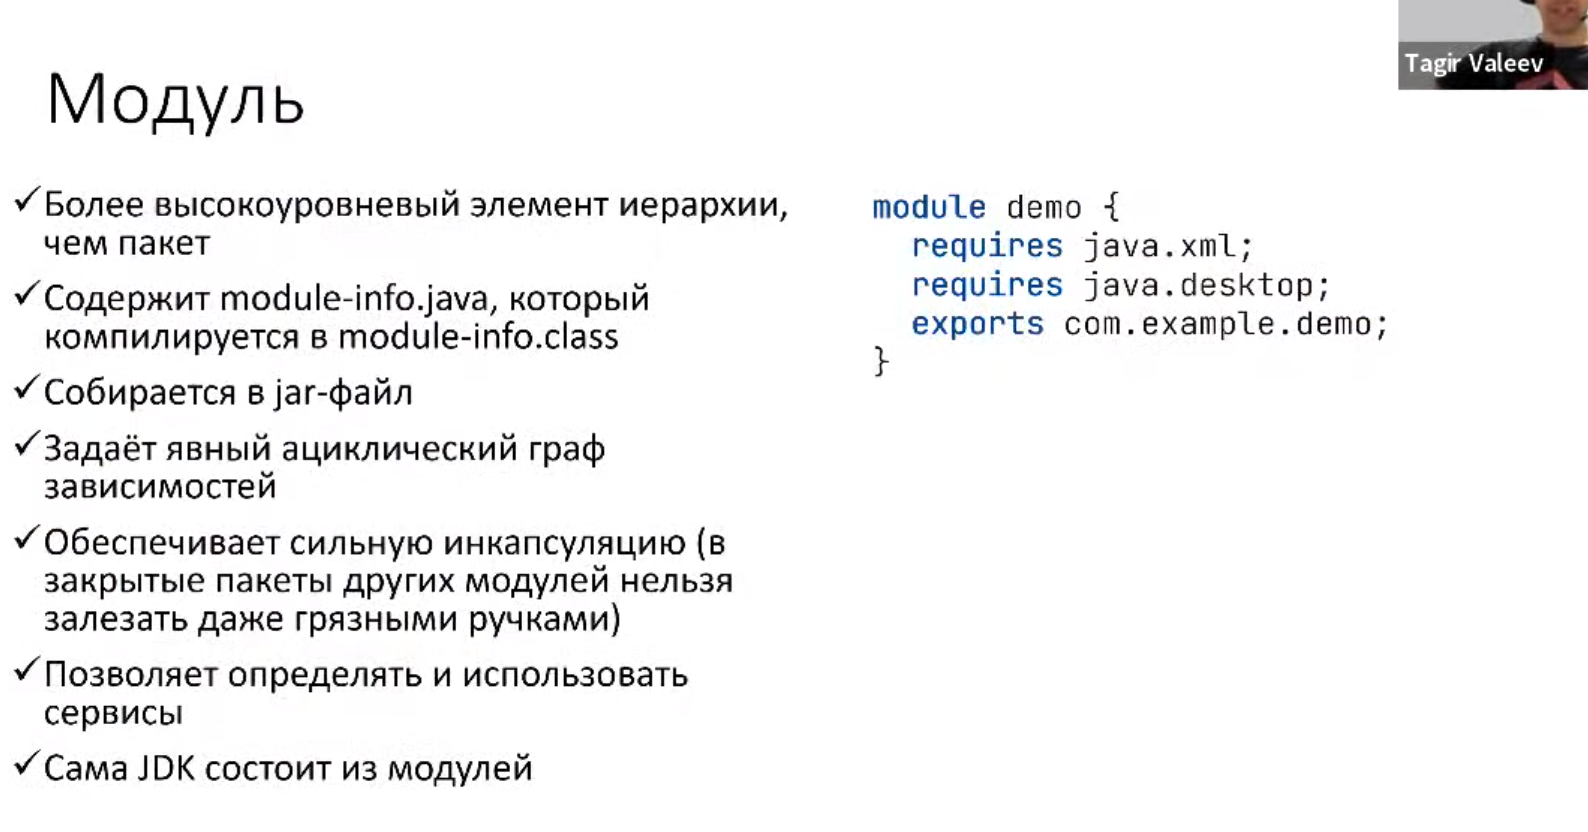 Tagir Valeev
Модуль
✓Более высокоуровневый элемент иерархии,
чем пакет
✓Содержит module-info.java, который
компилируется в module-info.class
✓Собирается в jar-файл
✓Задаёт явный ациклический граф
зависимостей
✓Обеспечивает сильную инкапсуляцию (в
закрытые пакеты других модулей нельзя
залезать даже грязными ручками)
✓Позволяет определять и использовать
сервисы
✓Сама JDK состоит из модулей
module demo {
  requires java.xml;
  requires java.desktop;
  exports com.example.demo;
}